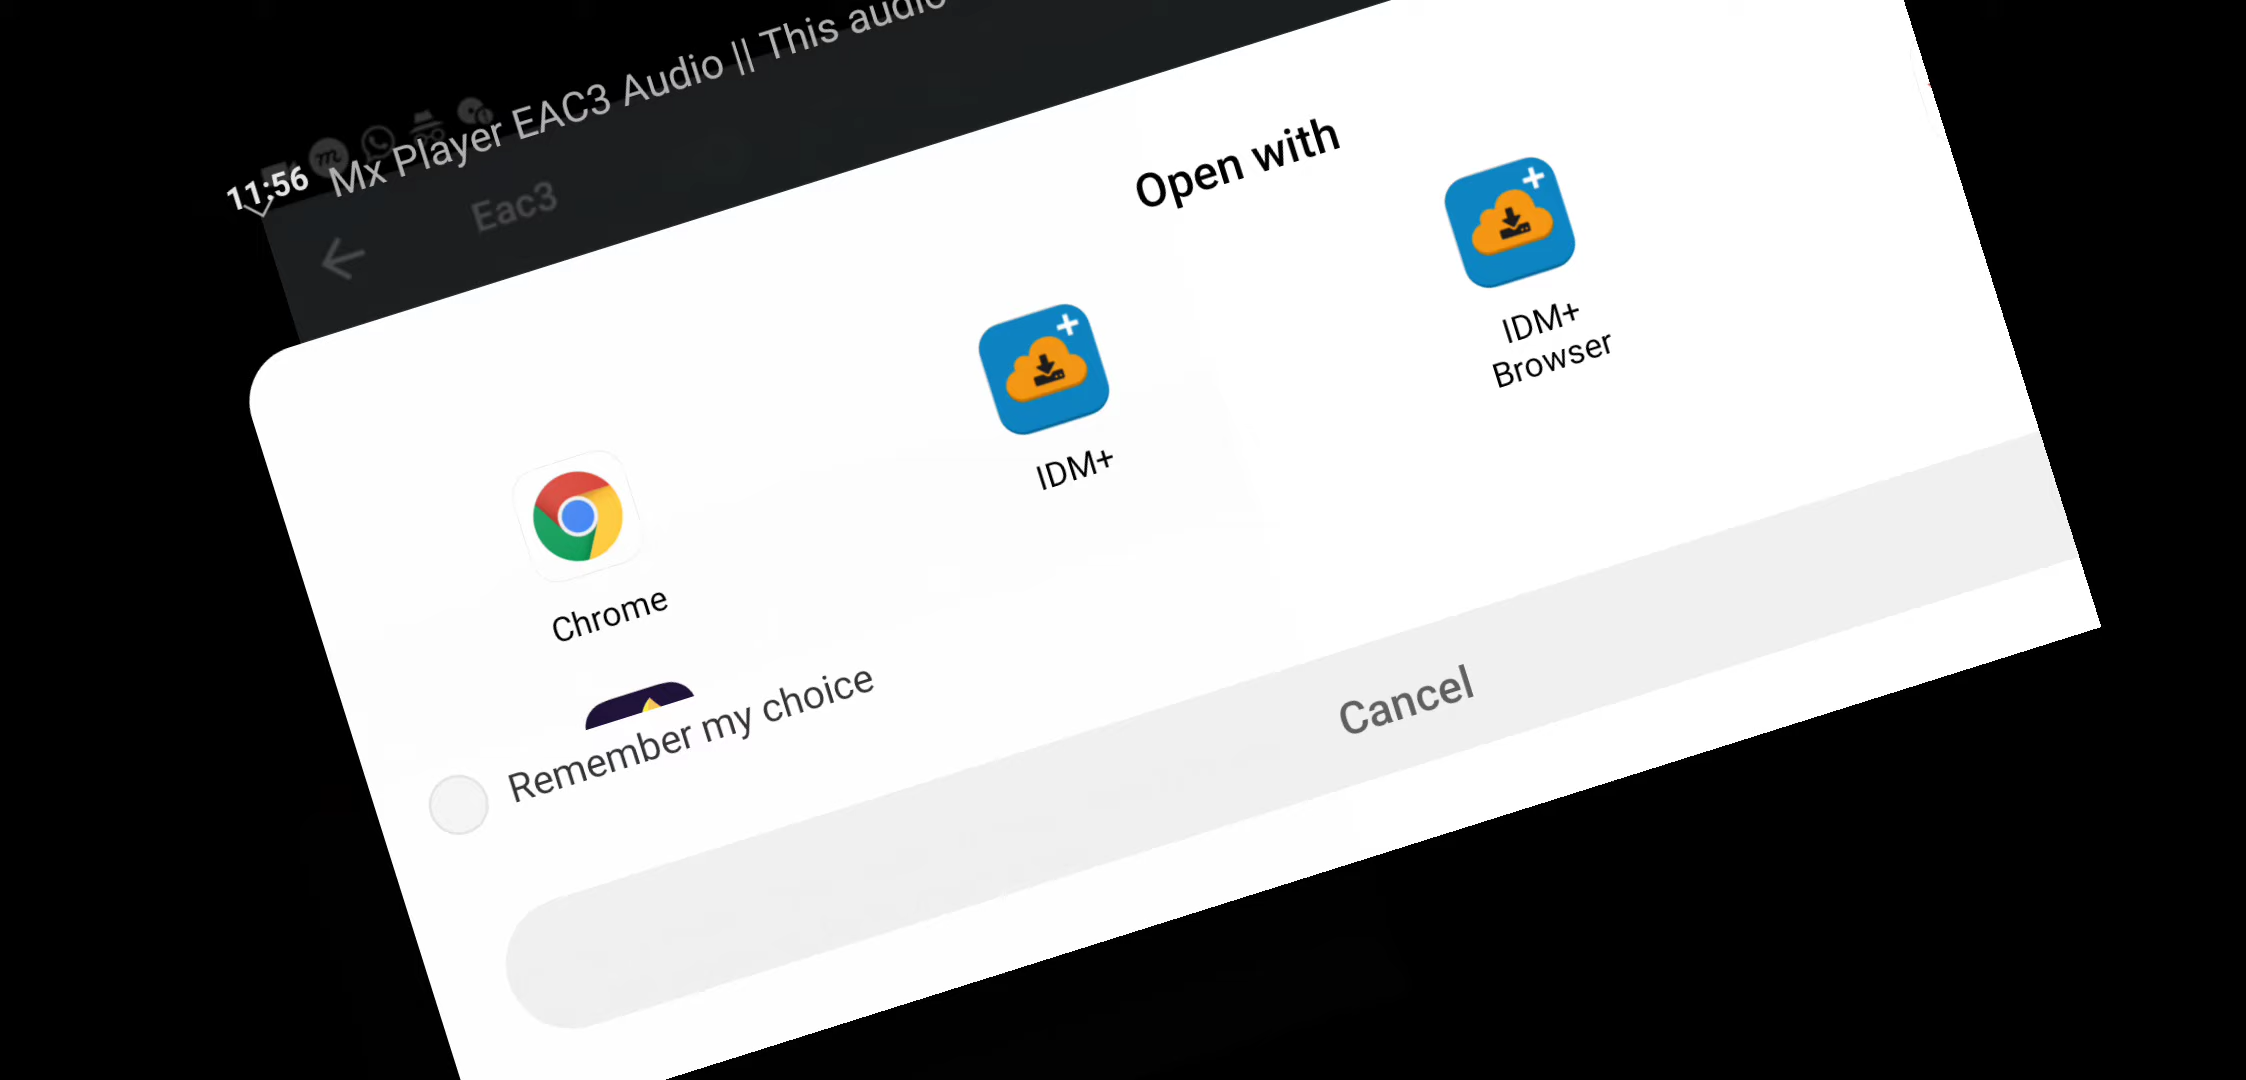 Mx Player EAC3 Audio || This audio
11:56
Eac3
Open with
Chrome
IDM+
IDM+
Browser
Remember my choice
Cancel